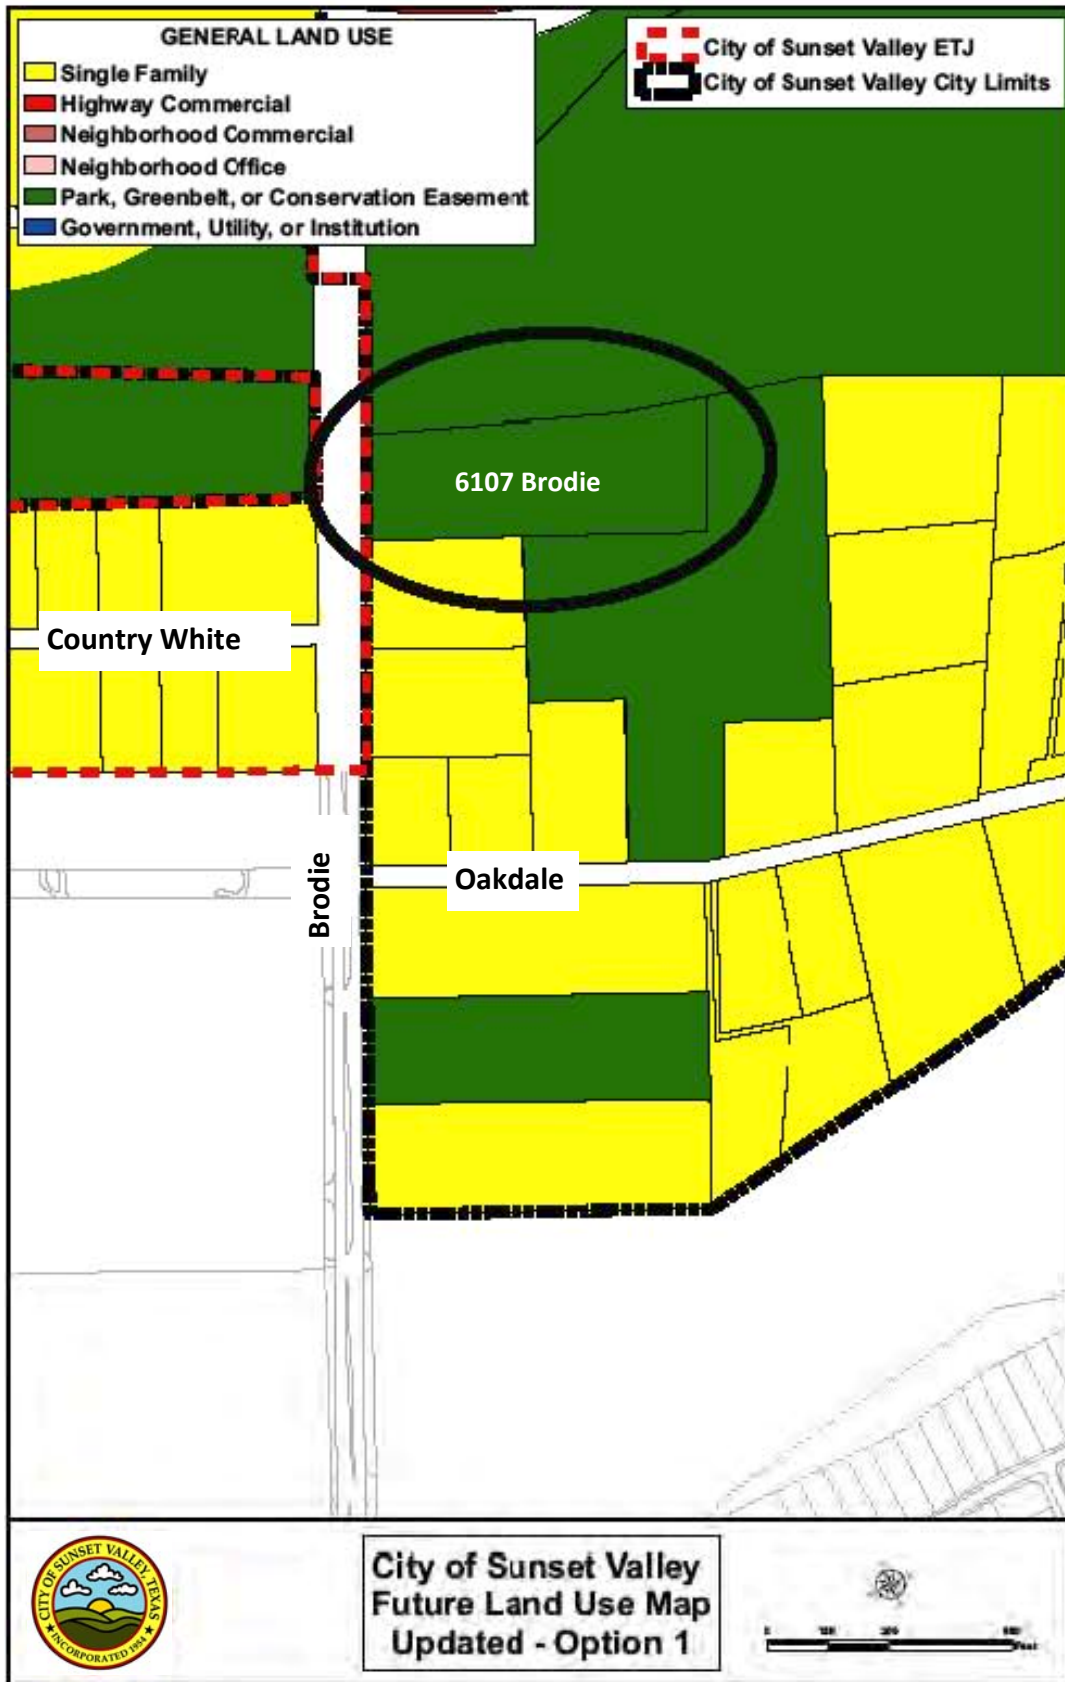 GENERAL LAND USE
Single Family
Highway Commercial
Neighborhood Commercial
Neighborhood Office
Park, Greenbelt, or Conservation Easement
Government, Utility, or Institution
City of Sunset Valley ETJ
City of Sunset Valley City Limits
6107 Brodie
Country White
Brodie
Oakdale
CITY OF SUNSET VALLEY, TEXAS
INCORPORATED 1954
City of Sunset Valley
Future Land Use Map
Updated - Option 1
Feet